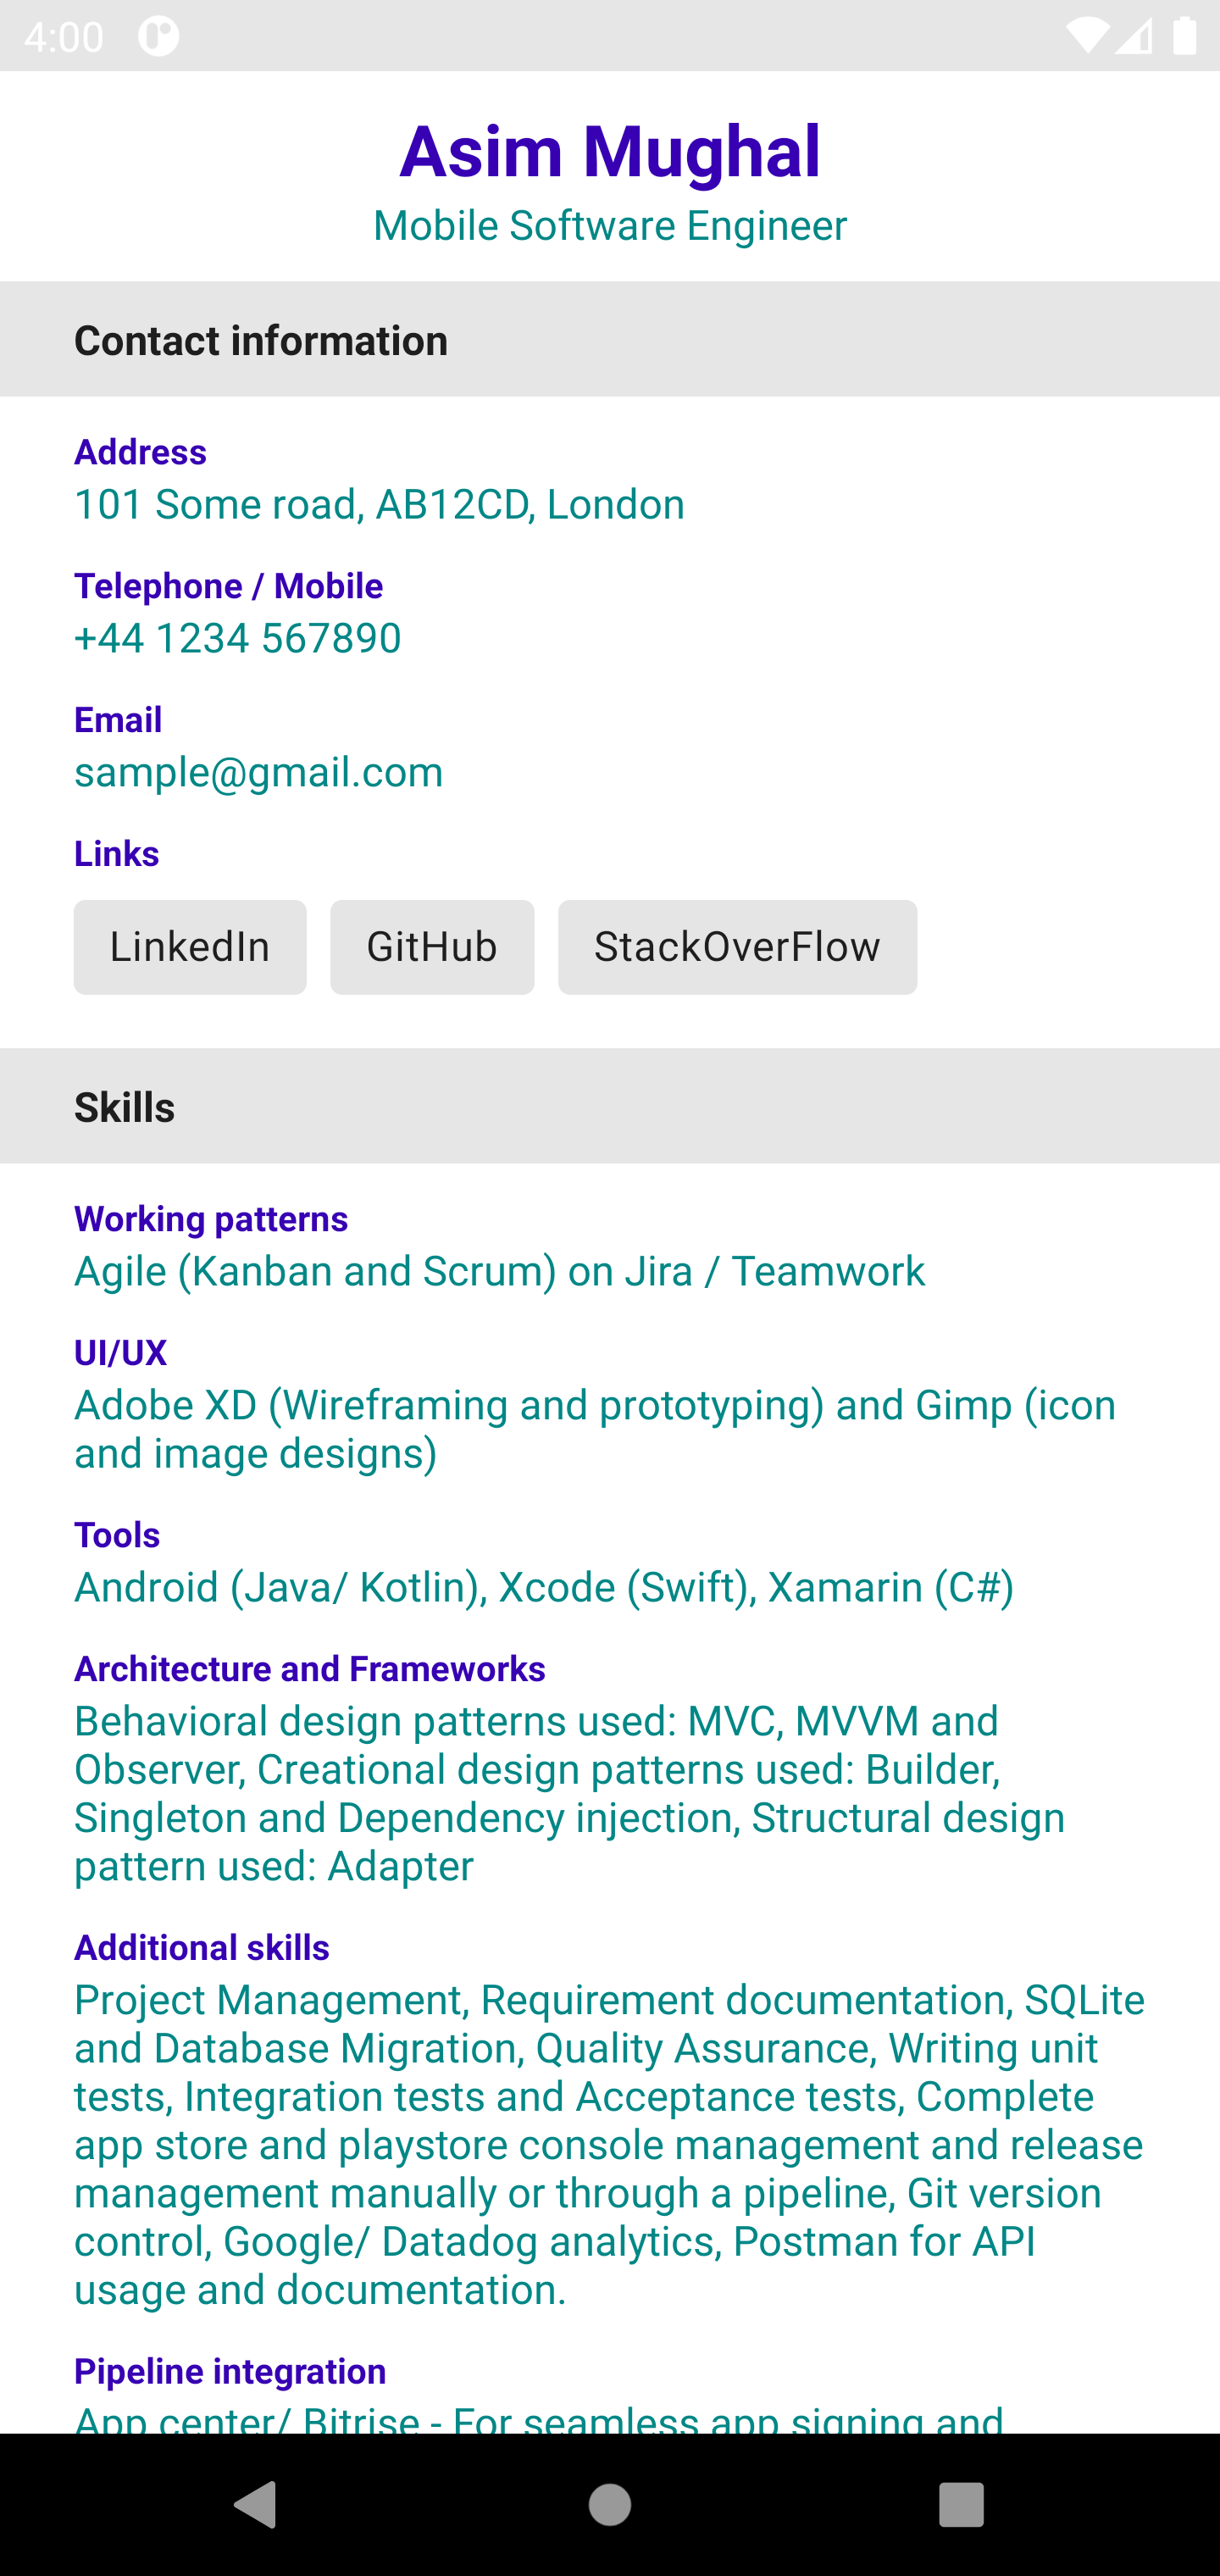 4:00
Asim Mughal
Mobile Software Engineer
Contact information
Address
101 Some road, AB12CD, London
Telephone / Mobile
+44 1234 567890
Email
sample@gmail.com
Links
LinkedIn GitHub StackOverFlow
Skills
Working patterns
Agile (Kanban and Scrum) on Jira / Teamwork
UI/UX
Adobe XD (Wireframing and prototyping) and Gimp (icon
and image designs)
Tools
Android (Java/ Kotlin), Xcode (Swift), Xamarin (C#)
Architecture and Frameworks
Behavioral design patterns used: MVC, MVVM and
Observer, Creational design patterns used: Builder,
Singleton and Dependency injection, Structural design
pattern used: Adapter
Additional skills
Project Management, Requirement documentation, SQLite
and Database Migration, Quality Assurance, Writing unit
tests, Integration tests and Acceptance tests, Complete
app store and playstore console management and release
management manually or through a pipeline, Git version
control, Google/ Datadog analytics, Postman for API
usage and documentation.
Pipeline integration
App center/ Bitrise - For seamless app signing and